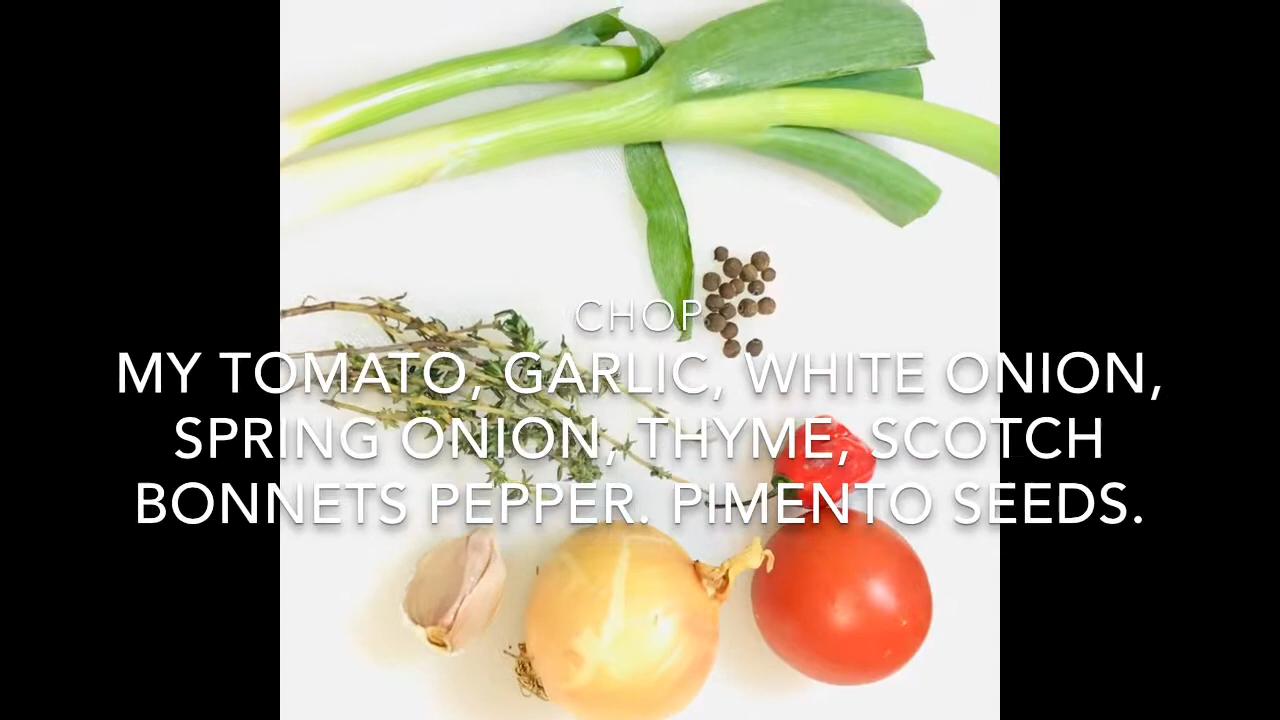 CHOP
MY TOMATO, GARLIC, WHITE ONION,
SPRING ONION, THYME, SCOTCH
BONNETS PEPPER. PIMENTO SEEDS.